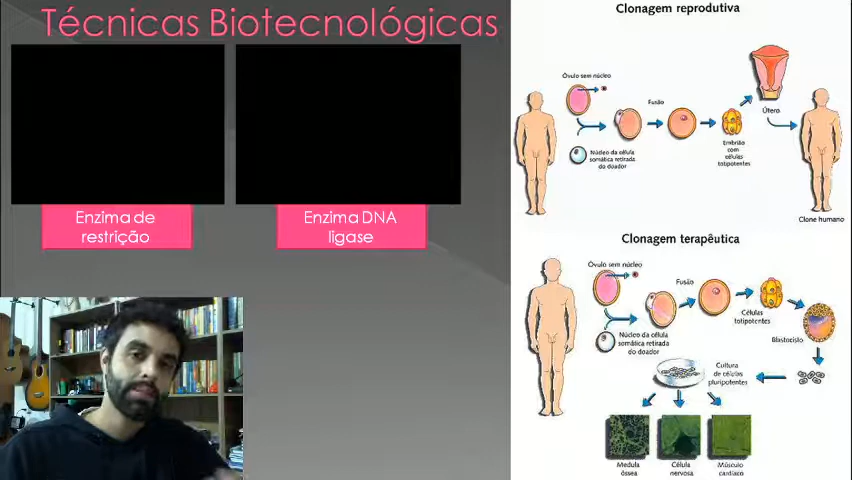 Técnicas Biotecnológicas
Enzima de
restrição
Enzima DNA
ligase
Clonagem reprodutiva
Óvulo sem núcleo
Fusão
Útero
Núcleo da célula
somática retirada
do doador
Embrião
com
células
totipotentes
Clone humano
Clonagem terapêutica
Óvulo sem núcleo
Fusão
Células
totipotentes
Núcleo da célula
somática retirada
do doador
Blastocisto
Cultura
de células
pluripotentes
Medula
óssea
Célula
nervosa
Músculo
cardíaco